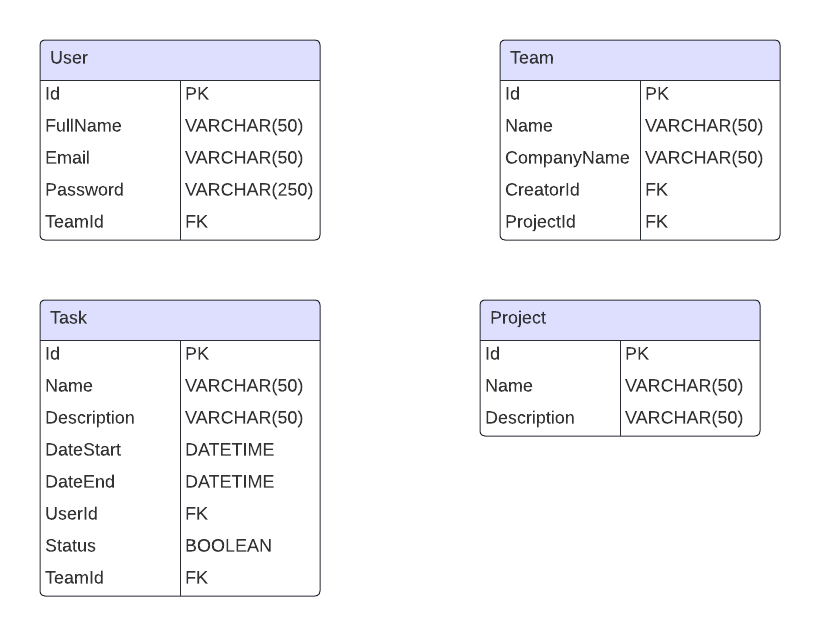 User
Id PK
FullName VARCHAR(50)
Email VARCHAR(50)
Password VARCHAR(250)
TeamId FK
Team
Id PK
Name VARCHAR(50)
CompanyName VARCHAR(50)
CreatorId FK
ProjectId FK
Task
Id PK
Name VARCHAR(50)
Description VARCHAR(50)
DateStart DATETIME
DateEnd DATETIME
UserId FK
Status BOOLEAN
TeamId FK
Project
Id PK
Name VARCHAR(50)
Description VARCHAR(50)